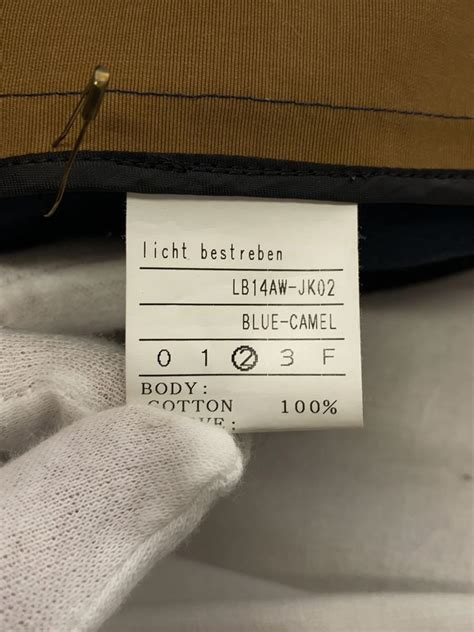 licht bestreben
LB14AW-JK02
BLUE-CAMEL
0 1 2 3 F
BODY:
COTTON 100%